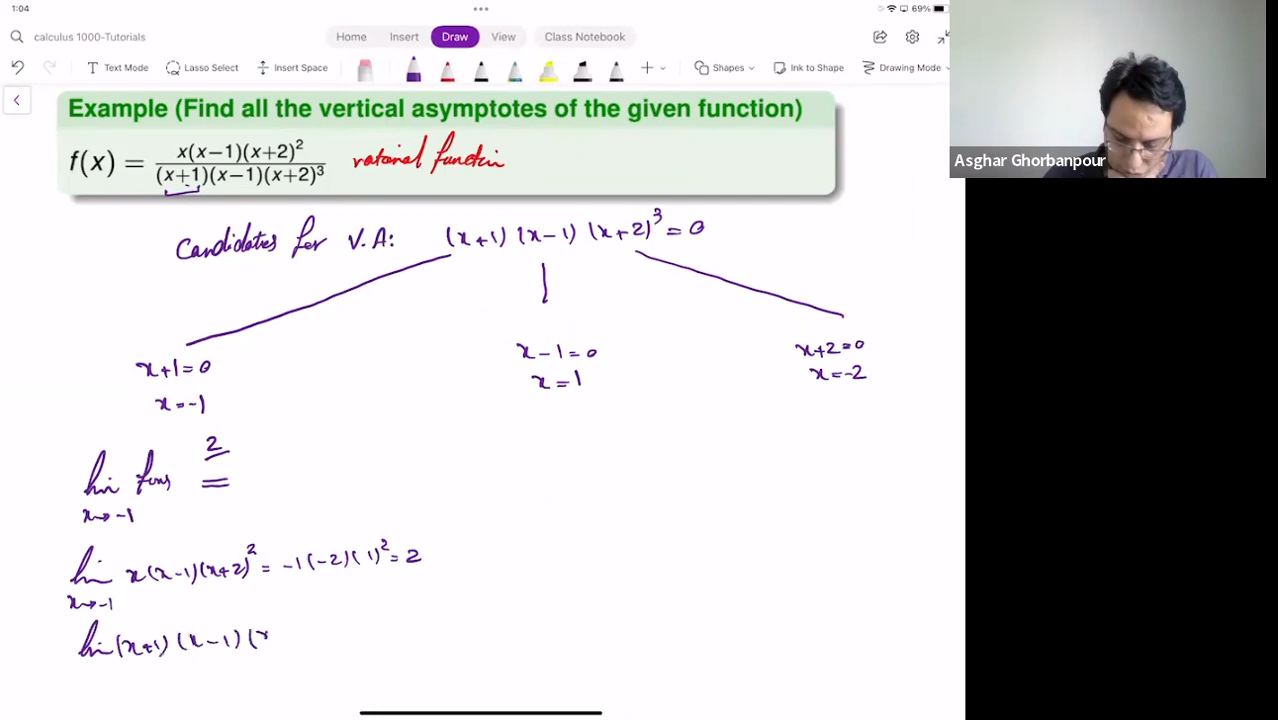 1:04
69%
calculus 1000-Tutorials
Home Insert Draw View Class Notebook
Text Mode Lasso Select Insert Space Shapes Ink to Shape Drawing Mode
Example (Find all the vertical asymptotes of the given function)
f(x) = x(x−1)(x+2)² / (x+1)(x−1)(x+2)³ rational function
Asghar Ghorbanpour
Candidates for V.A: (x+1) (x−1) (x+2)³ = 0
x+1=0 x−1=0 x+2=0
x=−1 x=1 x=−2
2
lim f(x) =
x→−1
lim x(x−1)(x+2)² = −1(−2)(1)² = 2
x→−1
lim (x+1) (x−1) (x